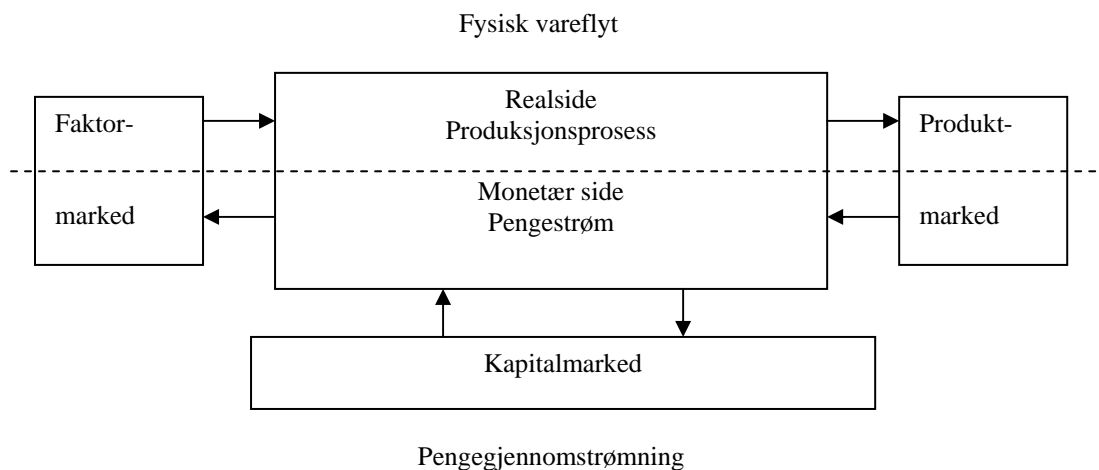 Fysisk vareflyt
Realside
Produksjonsprosess
Faktor-
Produkt-
Monetær side
Pengestrøm
marked
marked
Kapitalmarked
Pengegjennomstrømning